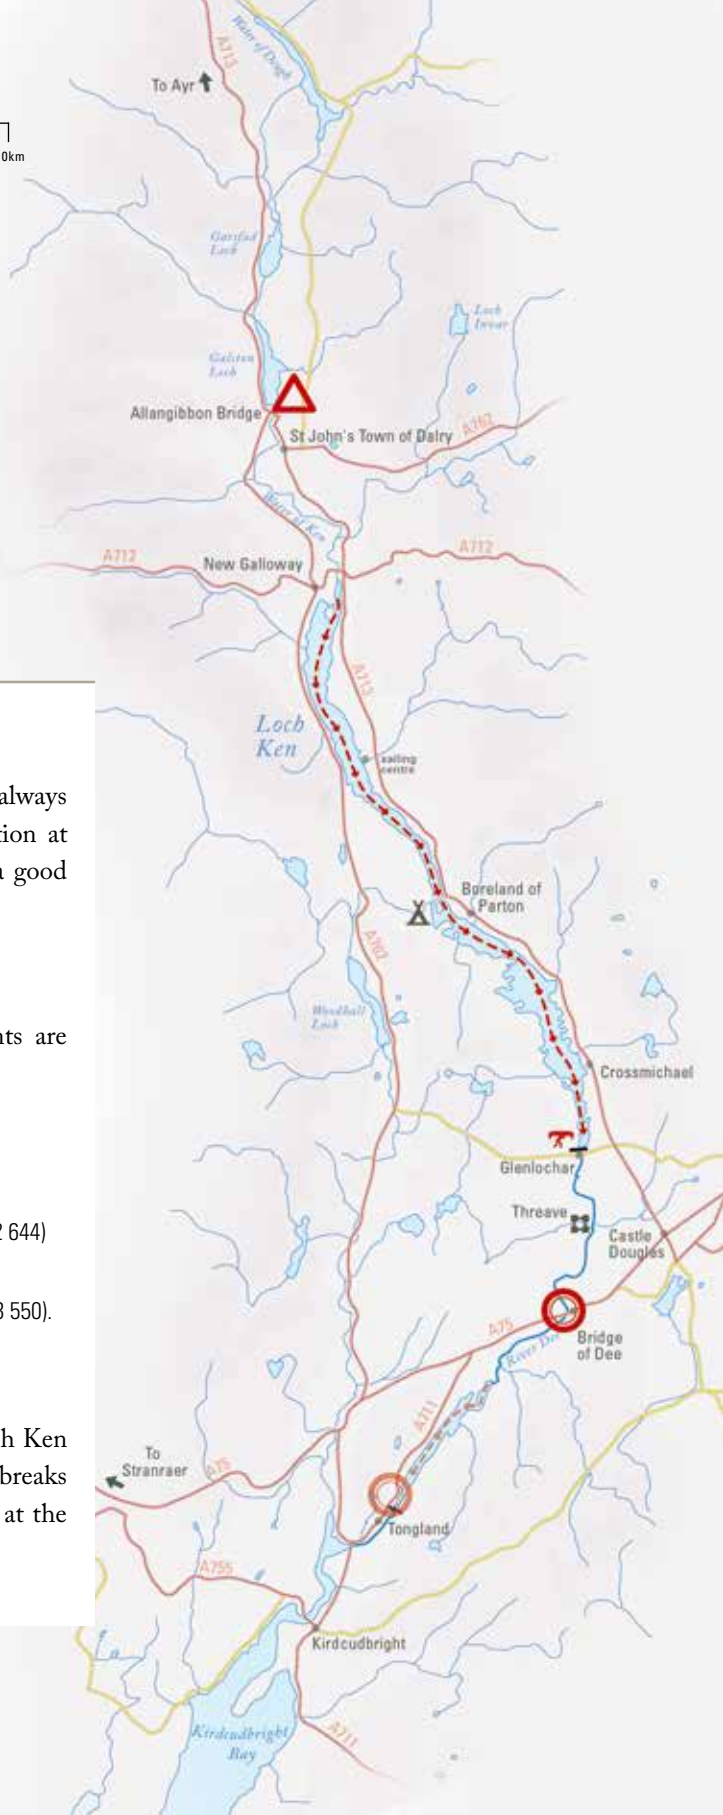 A713
Water of Deugh
To Ayr
0km
Garsfad
Loch
Loch
Invar
Galston
Loch
Allangibbon Bridge
St John's Town of Dalry
A702
Water of Ken
A712
A712
New Galloway
A713
Loch
Ken
sailing
centre
always
tion at
a good
Boreland of
Parton
A762
Woodhall
Loch
nts are
Crossmichael
Glenlochar
Threave
Castle
Douglas
2 644)
3 550).
A75
River Dee
Bridge
of Dee
A711
h Ken
breaks
at the
To
Stranraer
A75
Tongland
A755
Kirdcudbright
Kirdcudbright
Bay
A711